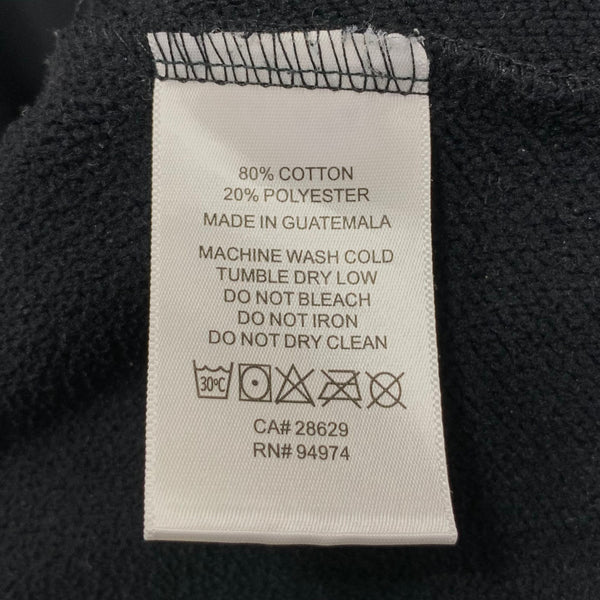 80% COTTON
20% POLYESTER
MADE IN GUATEMALA
MACHINE WASH COLD
TUMBLE DRY LOW
DO NOT BLEACH
DO NOT IRON
DO NOT DRY CLEAN
30ºC
CA# 28629
RN# 94974